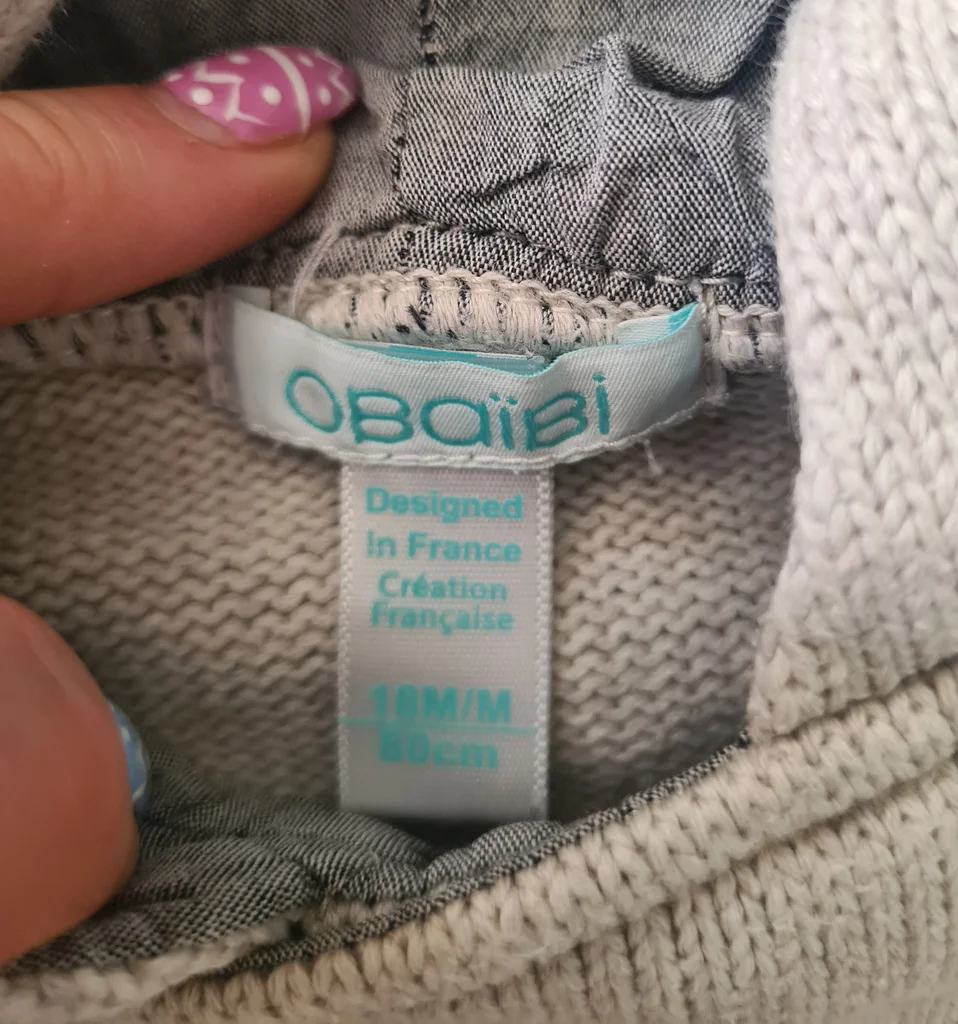 OBaïBi
Designed
In France
Création
Française
18M/M
80cm